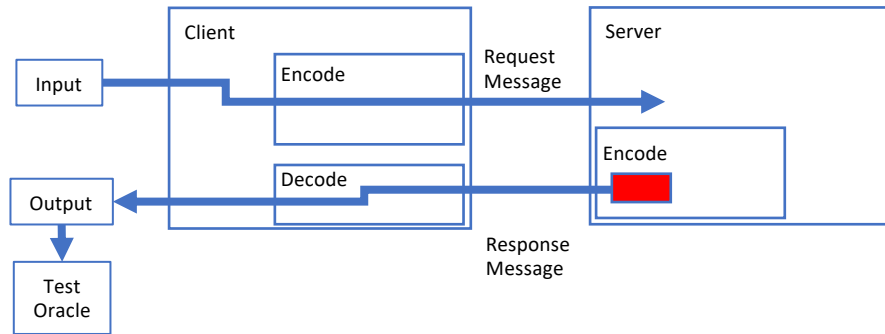 Client
Server
Input
Encode
Request
Message
Encode
Decode
Output
Response
Message
Test
Oracle